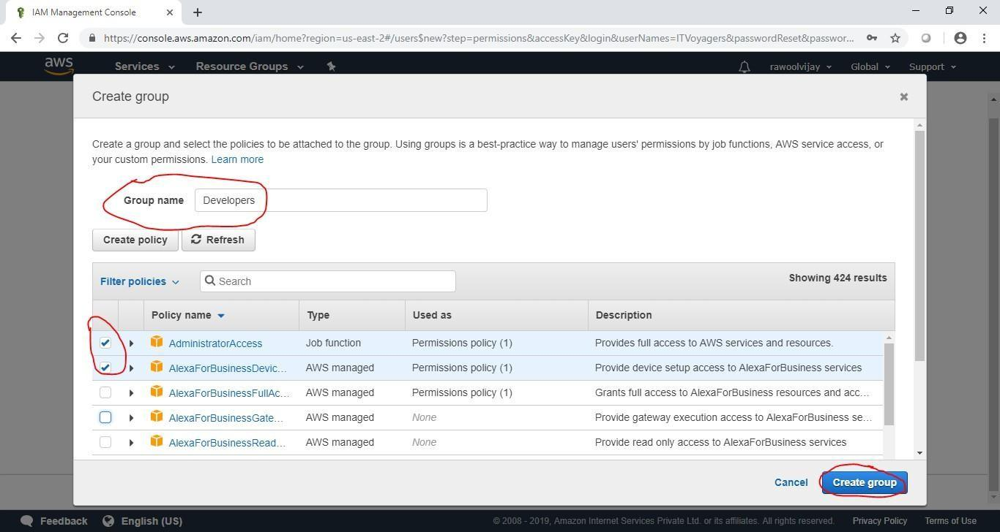 IAM Management Console
https://console.aws.amazon.com/iam/home?region=us-east-2#/users$new?step=permissions&accessKey&login&userNames=ITVoyagers&passwordReset&passwor...
aws Services Resource Groups rawoolvijay Global Support
Create group
Create a group and select the policies to be attached to the group. Using groups is a best-practice way to manage users' permissions by job functions, AWS service access, or
your custom permissions. Learn more
Group name Developers
Create policy Refresh
Filter policies Search Showing 424 results
Policy name Type Used as Description
AdministratorAccess Job function Permissions policy (1) Provides full access to AWS services and resources.
AlexaForBusinessDevic... AWS managed Permissions policy (1) Provide device setup access to AlexaForBusiness services
AlexaForBusinessFullAc... AWS managed Permissions policy (1) Grants full access to AlexaForBusiness resources and acc...
AlexaForBusinessGate... AWS managed None Provide gateway execution access to AlexaForBusiness se...
AlexaForBusinessRead... AWS managed None Provide read only access to AlexaForBusiness services
Cancel Create group
Feedback English (US) © 2008 - 2019, Amazon Internet Services Private Ltd. or its affiliates. All rights reserved. Privacy Policy Terms of Use